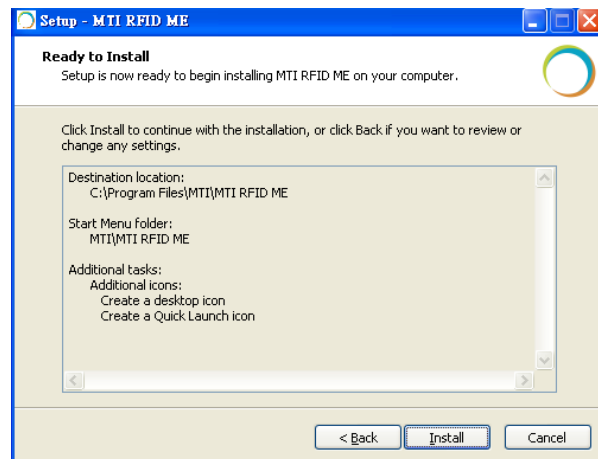 Setup - MTI RFID ME
Ready to Install
Setup is now ready to begin installing MTI RFID ME on your computer.
Click Install to continue with the installation, or click Back if you want to review or
change any settings.
Destination location:
C:\Program Files\MTI\MTI RFID ME
Start Menu folder:
MTI\MTI RFID ME
Additional tasks:
Additional icons:
Create a desktop icon
Create a Quick Launch icon
< Back
Install
Cancel